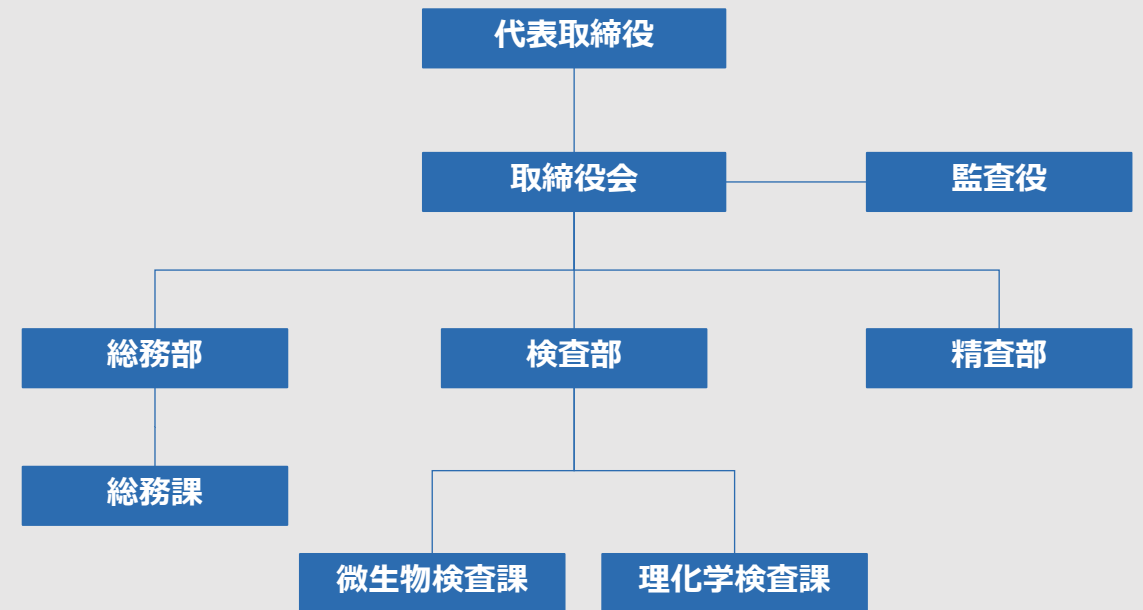 代表取締役
取締役会
監査役
総務部
検査部
精査部
総務課
微生物検査課
理化学検査課